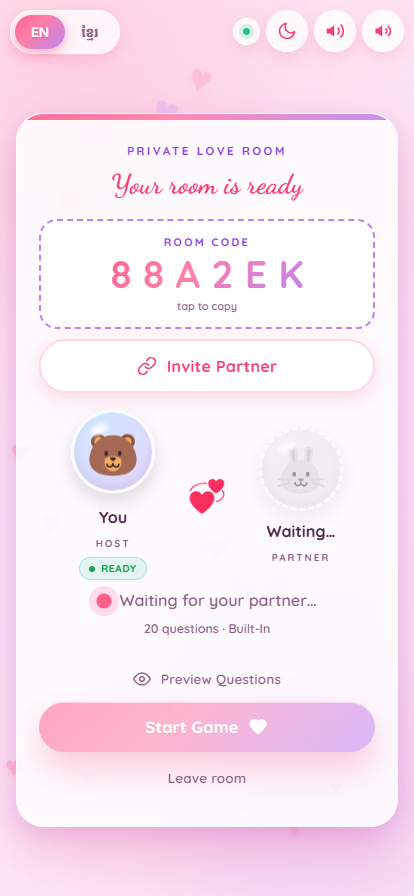 EN
ខ្មែរ
PRIVATE LOVE ROOM
Your room is ready
ROOM CODE
88A2EK
tap to copy
Invite Partner
You
Waiting...
HOST
PARTNER
READY
Waiting for your partner...
20 questions · Built-In
Preview Questions
Start Game
Leave room